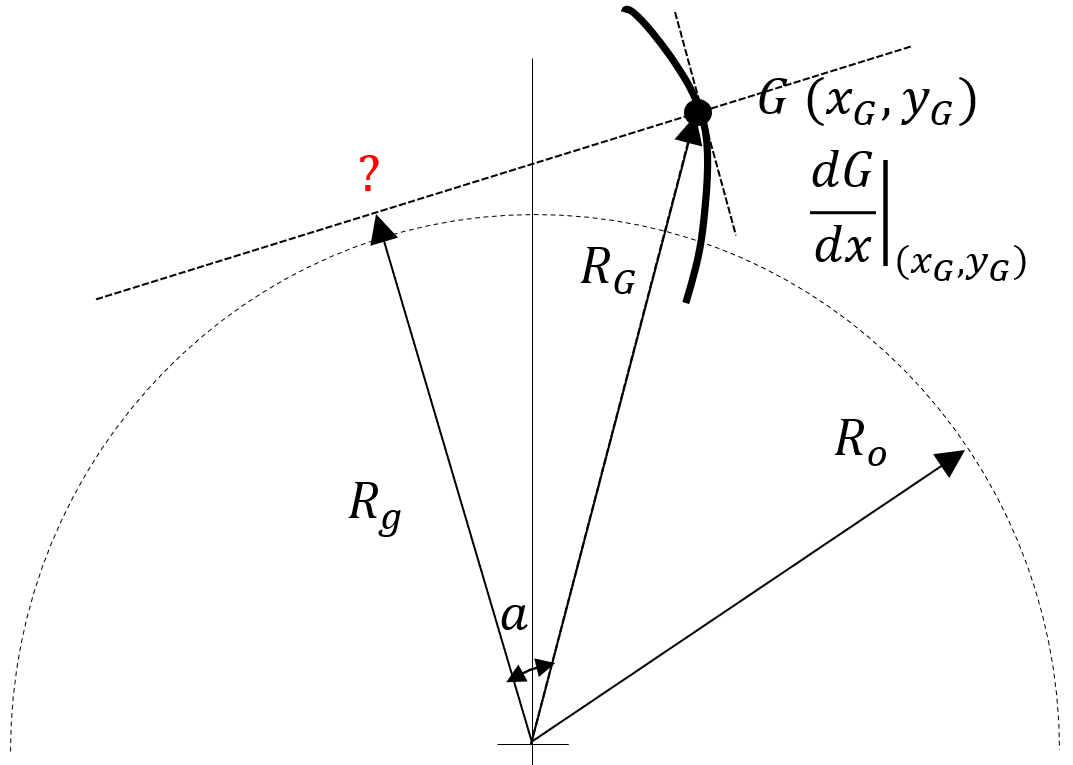 G (x_G, y_G)
?
dG/dx|_(x_G,y_G)
R_G
R_o
R_g
a